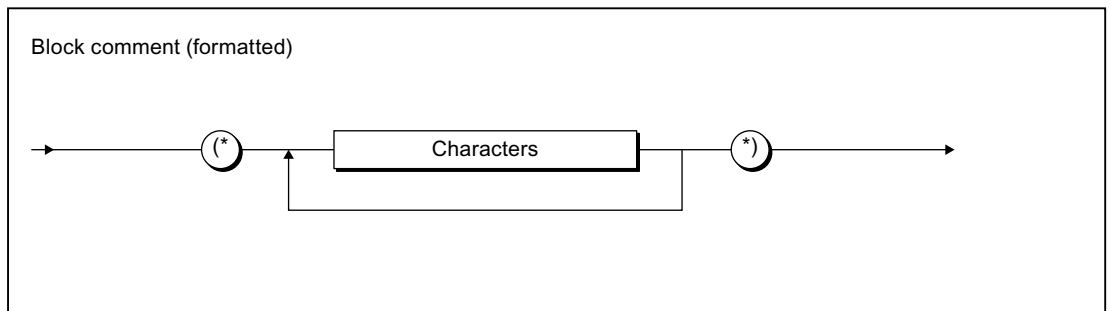 Block comment (formatted)
(* Characters *)